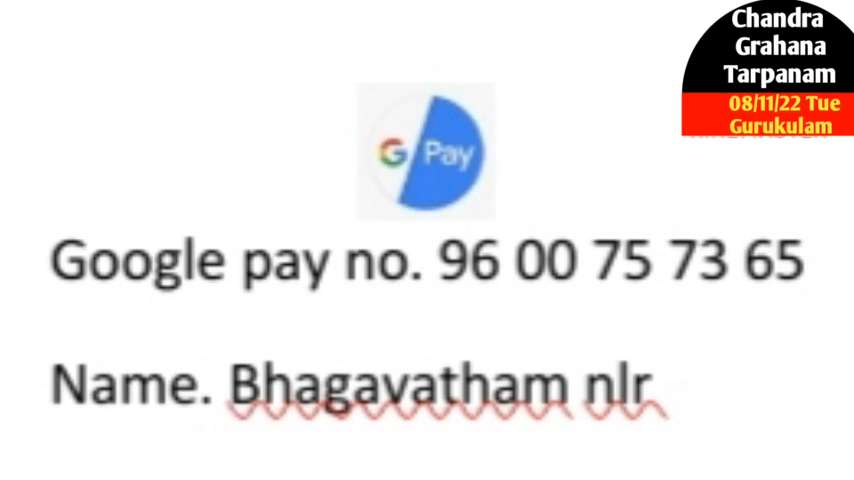 Chandra
Grahana
Tarpanam
08/11/22 Tue
Gurukulam
G Pay
Google pay no. 96 00 75 73 65
Name. Bhagavatham nlr